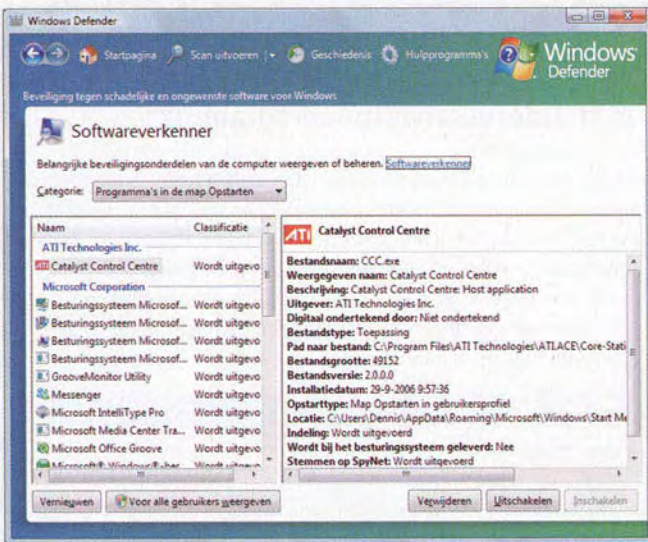 Windows Defender
Startpagina Scan uitvoeren Geschiedenis Hulpprogramma's Windows Defender
Beveiliging tegen schadelijke en ongewenste software voor Windows
Softwareverkenner
Belangrijke beveiligingsonderdelen van de computer weergeven of beheren. Softwareverkenner
Categorie: Programma's in de map Opstarten
Naam Classificatie
ATI Technologies Inc.
ATI Catalyst Control Centre Wordt uitgevo
Microsoft Corporation
Besturingssysteem Microsof... Wordt uitgevo
Besturingssysteem Microsof... Wordt uitgevo
Besturingssysteem Microsof... Wordt uitgevo
Besturingssysteem Microsof... Wordt uitgevo
GrooveMonitor Utility Wordt uitgevo
Messenger Wordt uitgevo
Microsoft IntelliType Pro Wordt uitgevo
Microsoft Media Center Tra... Wordt uitgevo
Microsoft Office Groove Wordt uitgevo
Microsoft® Windows®-
ATI Catalyst Control Centre
Bestandsnaam: CCC.exe
Weergegeven naam: Catalyst Control Centre
Beschrijving: Catalyst Control Centre: Host application
Uitgever: ATI Technologies Inc.
Digitaal ondertekend door: Niet ondertekend
Bestandstype: Toepassing
Pad naar bestand: C:\Program Files\ATI Technologies\ATI.ACE\Core-Stati
Bestandsgrootte: 49152
Bestandsversie: 2.0.0.0
Installatiedatum: 29-9-2006 9:57:36
Opstarttype: Map Opstarten in gebruikersprofiel
Locatie: C:\Users\Dennis\AppData\Roaming\Microsoft\Windows\Start Me
Indeling: Wordt uitgevoerd
Wordt bij het besturingssysteem geleverd: Nee
Stemmen op SpyNet: Wordt uitgevoerd
Vernieuwen Voor alle gebruikers weergeven Verwijderen Uitschakelen Inschakelen